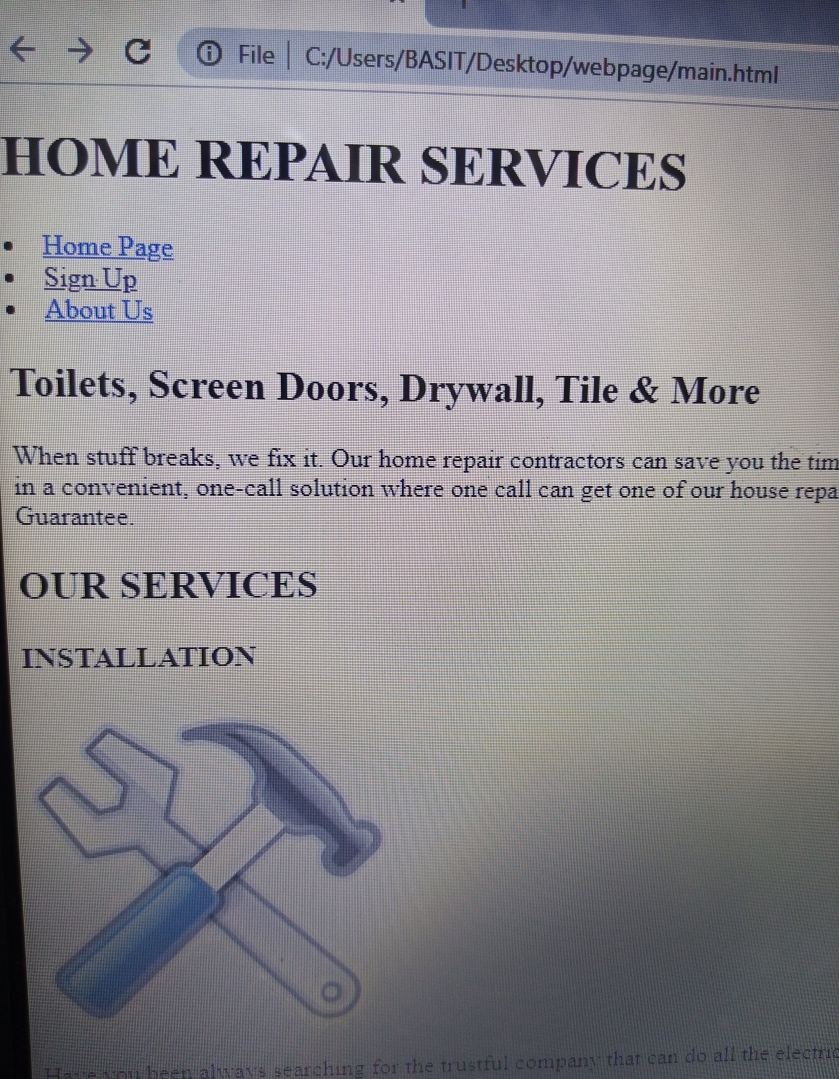 File | C:/Users/BASIT/Desktop/webpage/main.html
HOME REPAIR SERVICES
Home Page
Sign Up
About Us
Toilets, Screen Doors, Drywall, Tile & More
When stuff breaks, we fix it. Our home repair contractors can save you the tim
in a convenient, one-call solution where one call can get one of our house repa
Guarantee.
OUR SERVICES
INSTALLATION
Have you been always searching for the trustful company that can do all the electric